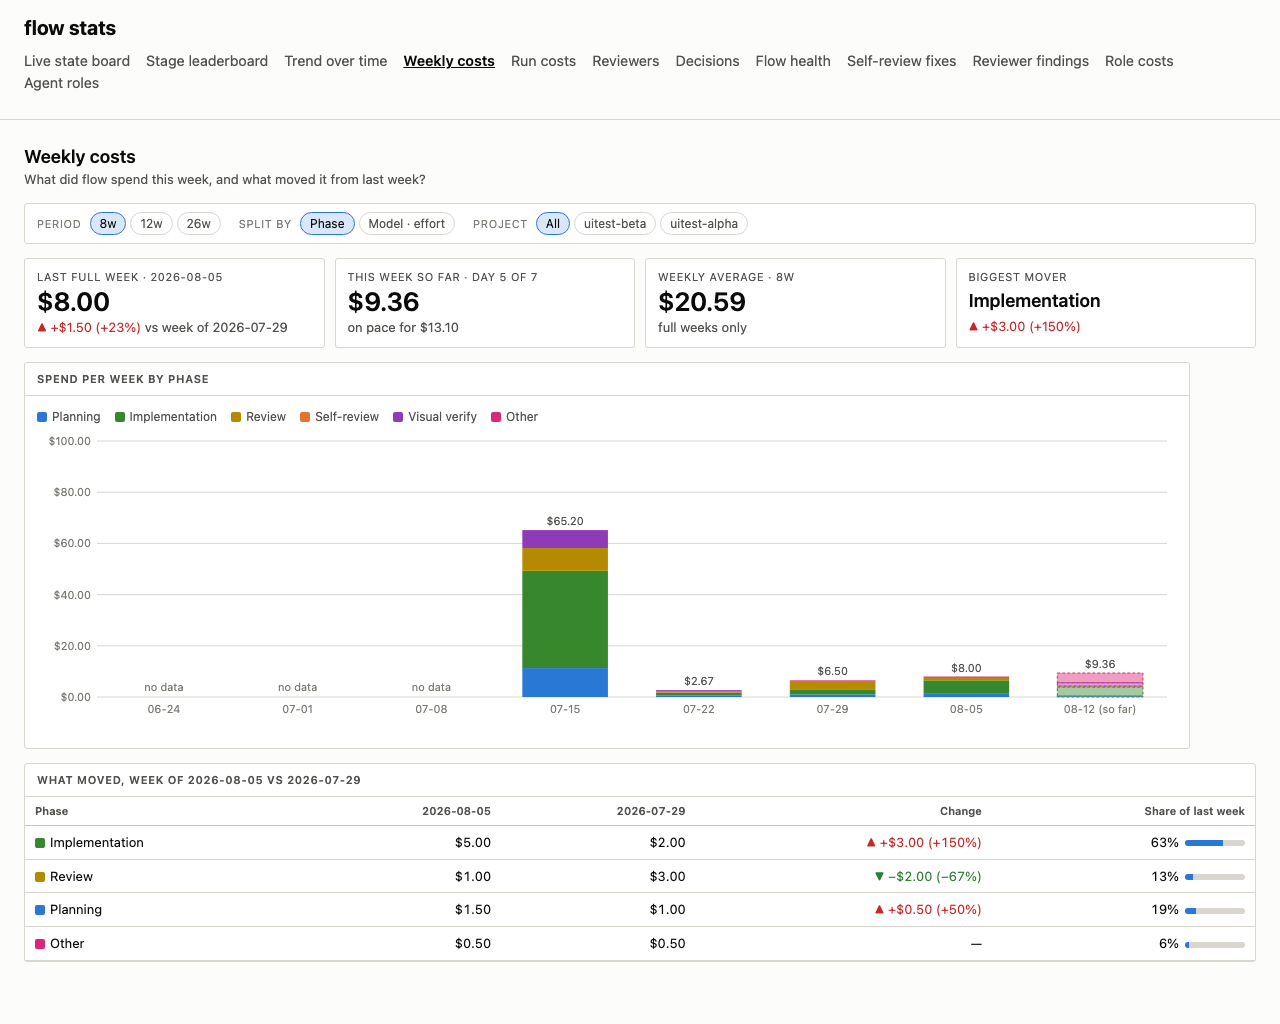 flow stats
Live state board Stage leaderboard Trend over time Weekly costs Run costs Reviewers Decisions Flow health Self-review fixes Reviewer findings Role costs
Agent roles
Weekly costs
What did flow spend this week, and what moved it from last week?
PERIOD 8w 12w 26w SPLIT BY Phase Model · effort PROJECT All uitest-beta uitest-alpha
LAST FULL WEEK · 2026-08-05
$8.00
▲ +$1.50 (+23%) vs week of 2026-07-29
THIS WEEK SO FAR · DAY 5 OF 7
$9.36
on pace for $13.10
WEEKLY AVERAGE · 8W
$20.59
full weeks only
BIGGEST MOVER
Implementation
▲ +$3.00 (+150%)
SPEND PER WEEK BY PHASE
Planning Implementation Review Self-review Visual verify Other
$100.00
$80.00
$60.00
$40.00
$20.00
$0.00
no data no data no data $65.20 $2.67 $6.50 $8.00 $9.36
06-24 07-01 07-08 07-15 07-22 07-29 08-05 08-12 (so far)
WHAT MOVED, WEEK OF 2026-08-05 VS 2026-07-29
Phase 2026-08-05 2026-07-29 Change Share of last week
Implementation $5.00 $2.00 ▲ +$3.00 (+150%) 63%
Review $1.00 $3.00 ▼ −$2.00 (−67%) 13%
Planning $1.50 $1.00 ▲ +$0.50 (+50%) 19%
Other $0.50 $0.50 — 6%